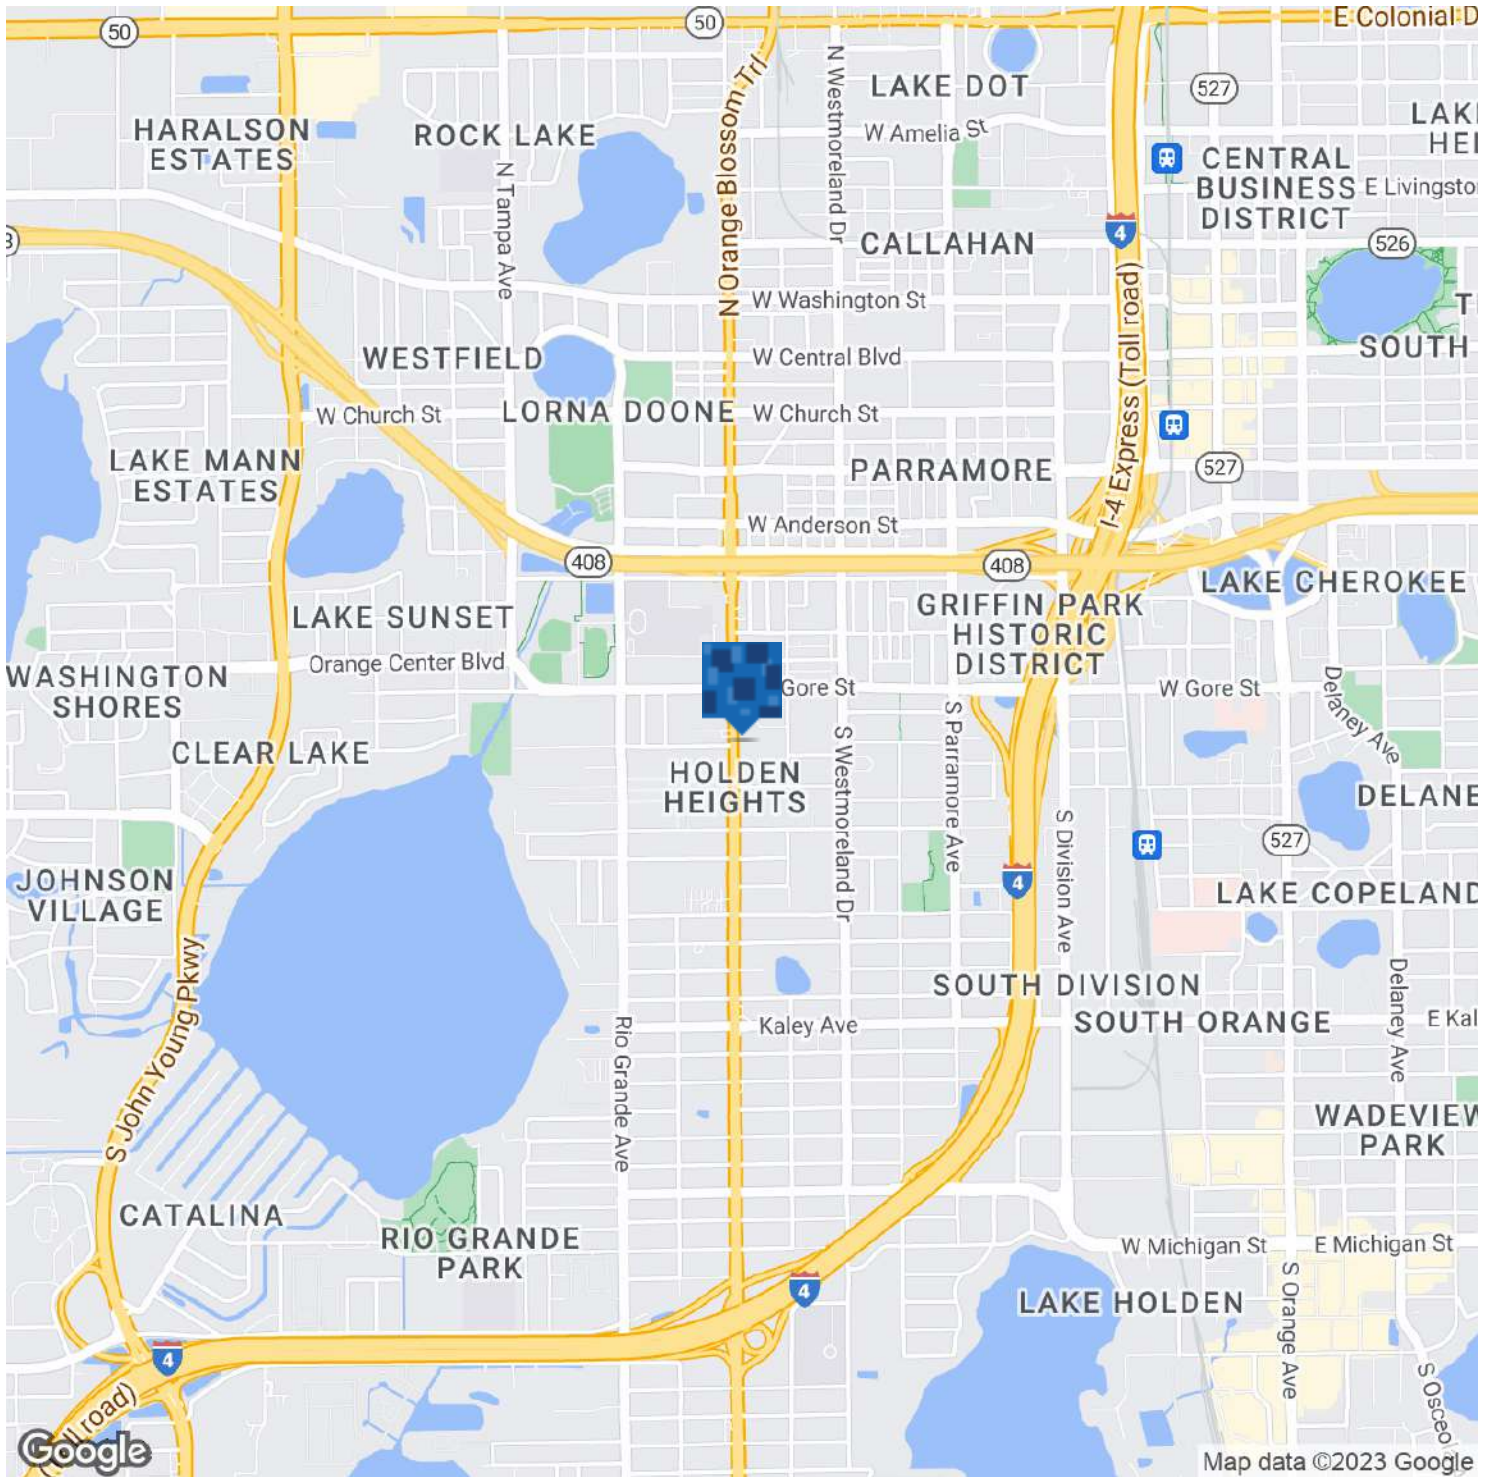 50
50
E Colonial D
N Westmoreland Dr
LAKE DOT
527
HARALSON
ESTATES
ROCK LAKE
N Orange Blossom Trl
W Amelia St
LAK
HEI
N Tampa Ave
CENTRAL
BUSINESS
DISTRICT
E Livingsto
4
CALLAHAN
526
W Washington St
I-4 Express (Toll road)
T
WESTFIELD
W Central Blvd
SOUTH
W Church St
LORNA DOONE
W Church St
LAKE MANN
ESTATES
PARRAMORE
527
W Anderson St
408
408
LAKE CHEROKEE
LAKE SUNSET
GRIFFIN PARK
HISTORIC
DISTRICT
Orange Center Blvd
WASHINGTON
SHORES
Gore St
W Gore St
Delaney Ave
S Parramore Ave
S Westmoreland Dr
CLEAR LAKE
HOLDEN
HEIGHTS
DELANE
S Division Ave
527
JOHNSON
VILLAGE
4
LAKE COPELAND
S John Young Pkwy
SOUTH DIVISION
Delaney Ave
Rio Grande Ave
Kaley Ave
SOUTH ORANGE
E Kal
WADEVIEW
PARK
CATALINA
RIO GRANDE
PARK
W Michigan St
E Michigan St
4
LAKE HOLDEN
S Orange Ave
4
S Osceol
ll road)
Google
Map data ©2023 Google